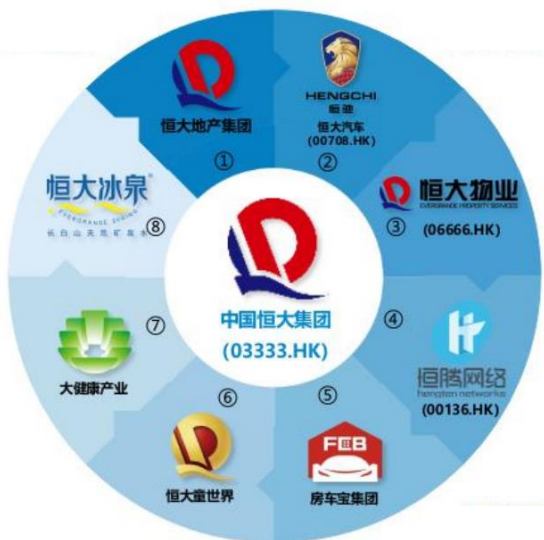 恒大地产集团
①
HENGCHI
恒驰
恒大汽车
(00708.HK)
②
恒大物业
EVERGRANDE PROPERTY SERVICES
(06666.HK)
③
恒腾网络
hengten networks
(00136.HK)
④
FCB
房车宝集团
⑤
恒大童世界
⑥
大健康产业
⑦
恒大冰泉
EVERGRANDE SPRING
长白山天然矿泉水
⑧
中国恒大集团
(03333.HK)